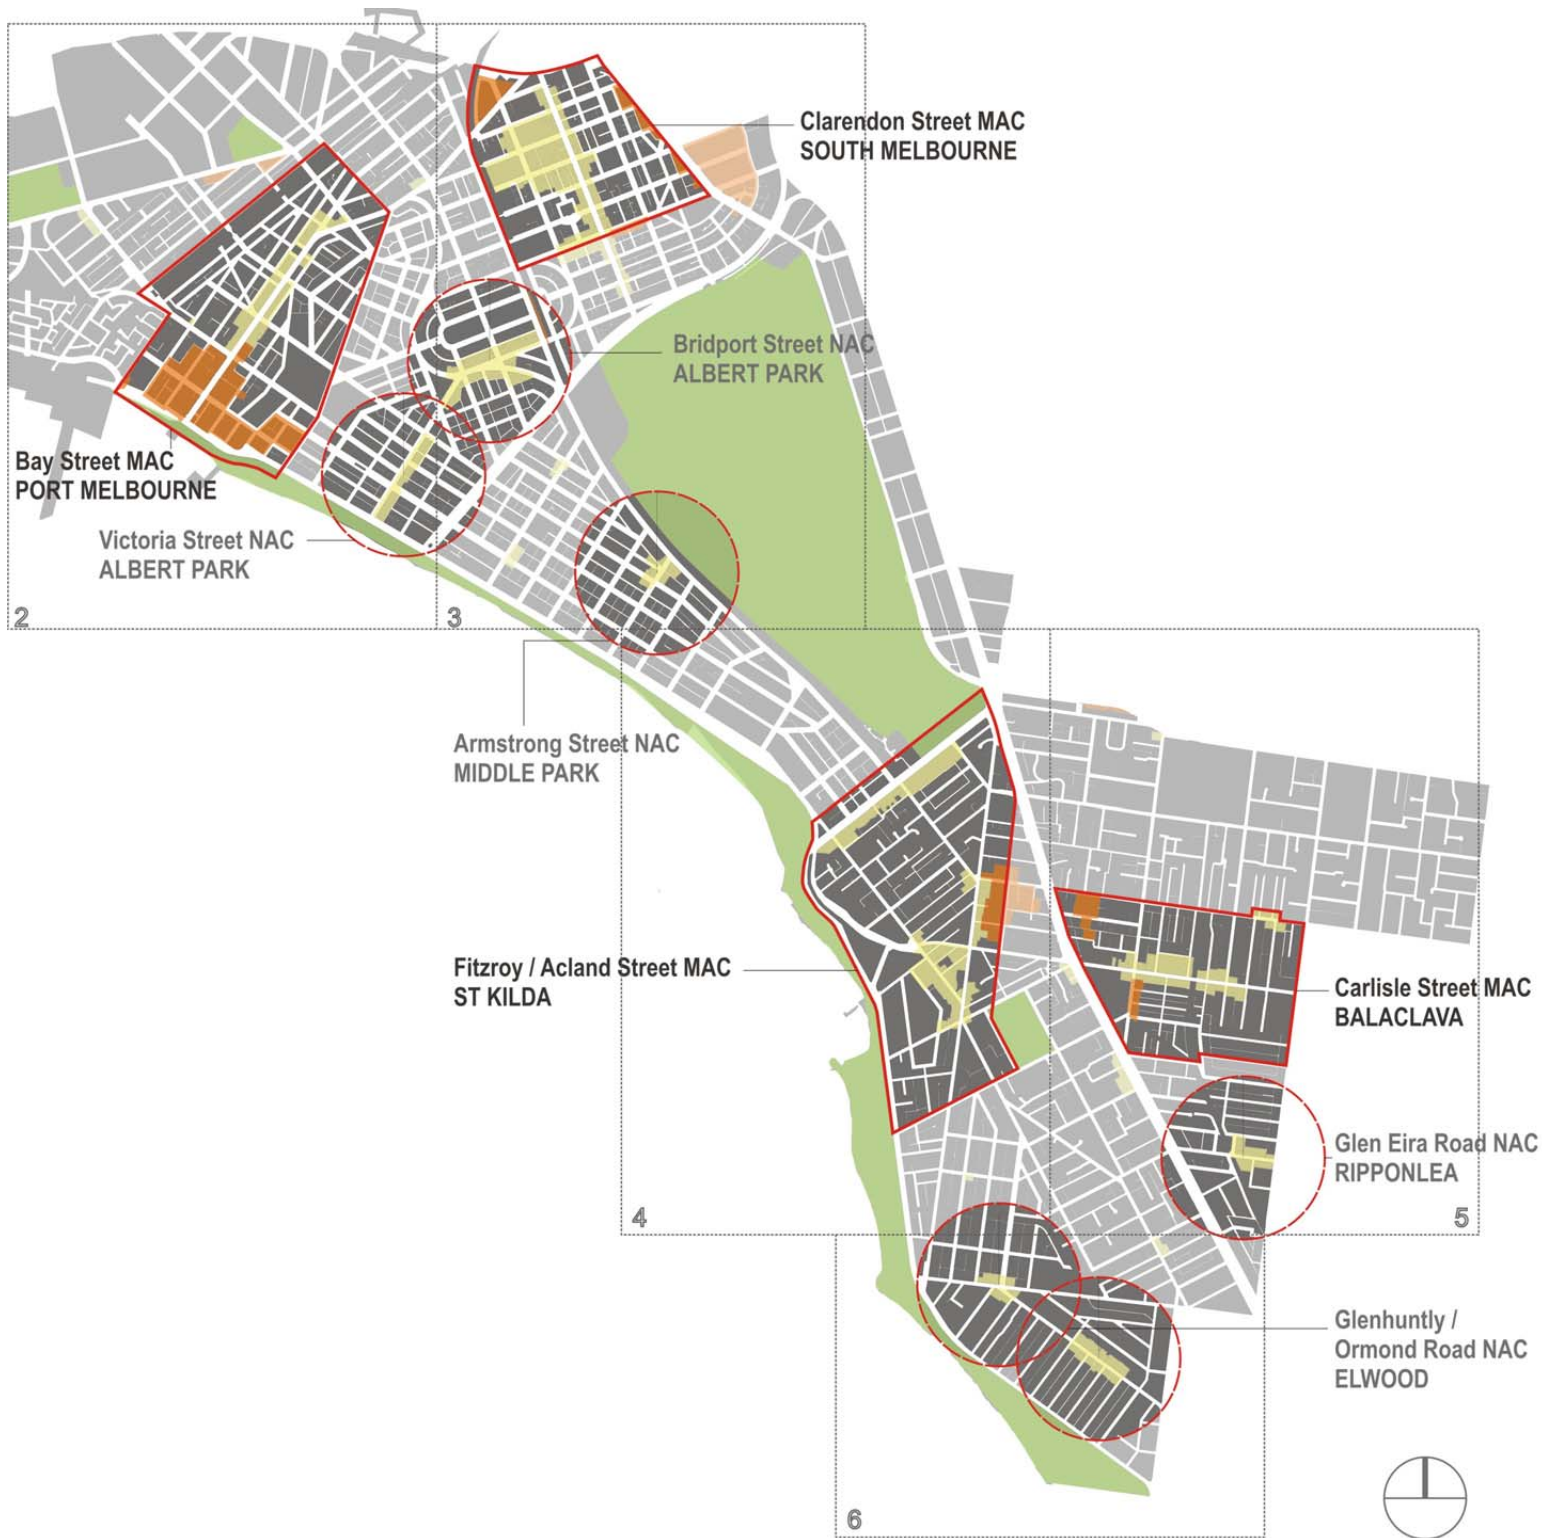 Clarendon Street MAC
SOUTH MELBOURNE
Bridport Street NAC
ALBERT PARK
Bay Street MAC
PORT MELBOURNE
Victoria Street NAC
ALBERT PARK
2
3
Armstrong Street NAC
MIDDLE PARK
Fitzroy / Acland Street MAC
ST KILDA
Carlisle Street MAC
BALACLAVA
Glen Eira Road NAC
RIPPONLEA
4
5
Glenhuntly /
Ormond Road NAC
ELWOOD
6